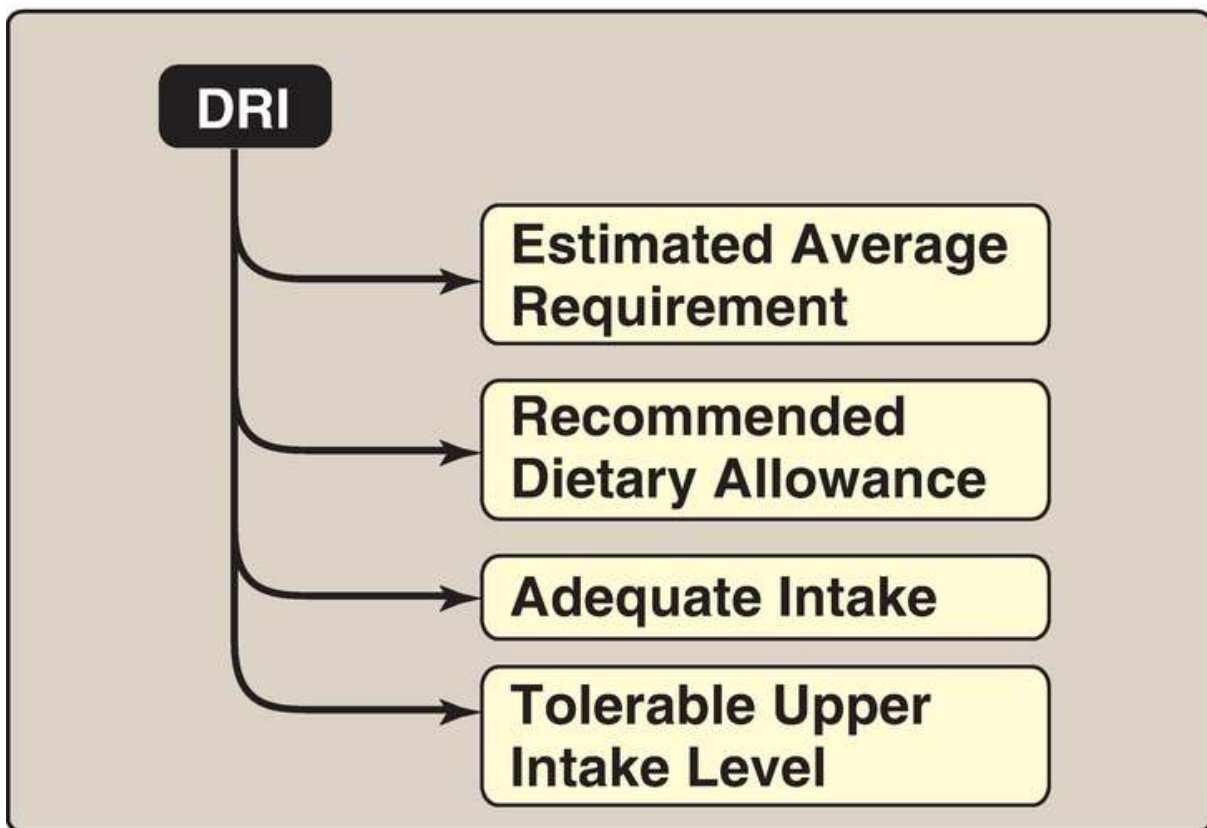 DRI
Estimated Average
Requirement
Recommended
Dietary Allowance
Adequate Intake
Tolerable Upper
Intake Level